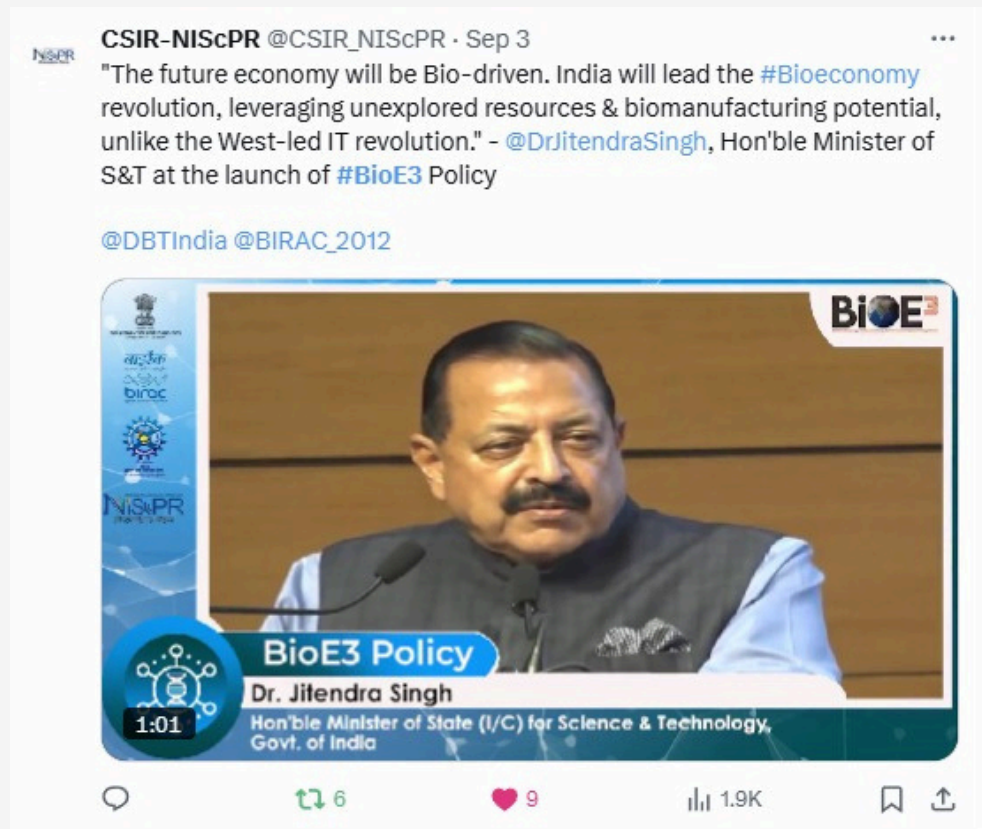 CSIR-NIScPR @CSIR_NIScPR · Sep 3
NIScPR
"The future economy will be Bio-driven. India will lead the #Bioeconomy
revolution, leveraging unexplored resources & biomanufacturing potential,
unlike the West-led IT revolution." - @DrJitendraSingh, Hon'ble Minister of
S&T at the launch of #BioE3 Policy
@DBTIndia @BIRAC_2012
BiOE3
birac
NIScPR
BioE3 Policy
Dr. Jitendra Singh
1:01
Hon'ble Minister of State (I/C) for Science & Technology,
Govt. of India
6
9
1.9K